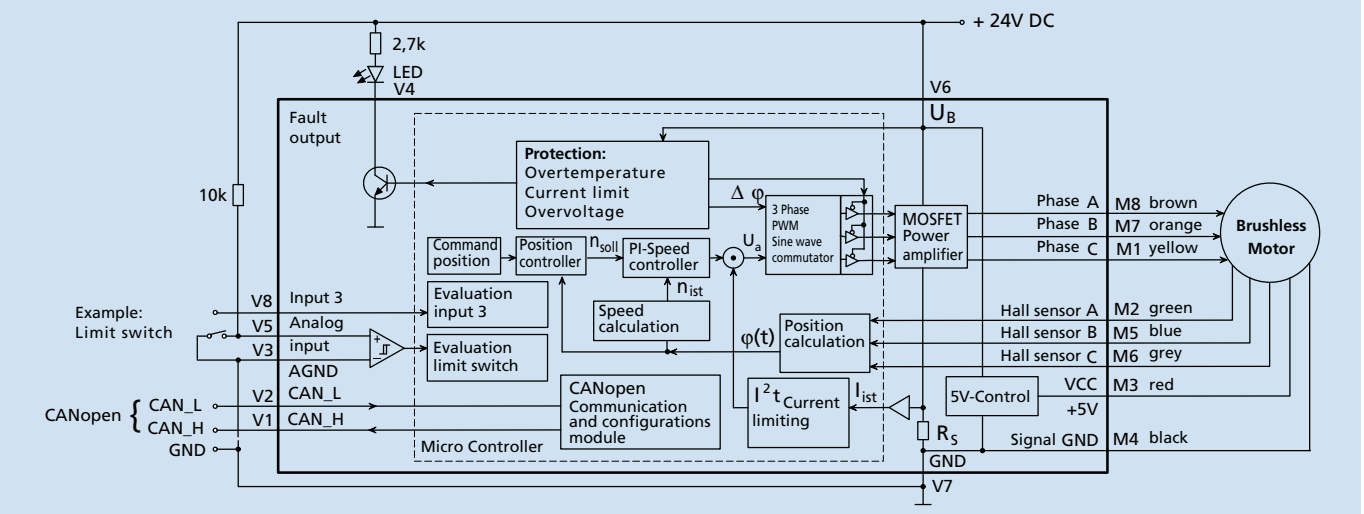 + 24V DC
2,7k
LED
V4
V6
Fault
output
U_B
10k
Protection:
Overtemperature
Current limit
Overvoltage
Δ φ
3 Phase
PWM
Sine wave
commutator
MOSFET
Power
amplifier
Phase A M8 brown
Phase B M7 orange
Phase C M1 yellow
Brushless
Motor
Command
position
Position
controller
n_soll
PI-Speed
controller
U_a
n_ist
Example:
Limit switch
V8 Input 3
V5 Analog
V3 input
AGND
+
−
Evaluation
input 3
Evaluation
limit switch
Speed
calculation
φ(t)
Position
calculation
Hall sensor A M2 green
Hall sensor B M5 blue
Hall sensor C M6 grey
CANopen {
CAN_L V2 CAN_L
CAN_H V1 CAN_H
GND
CANopen
Communication
and configurations
module
Micro Controller
I²t Current
limiting
I_ist
R_S
5V-Control
VCC M3 red
+5V
Signal GND M4 black
GND
V7